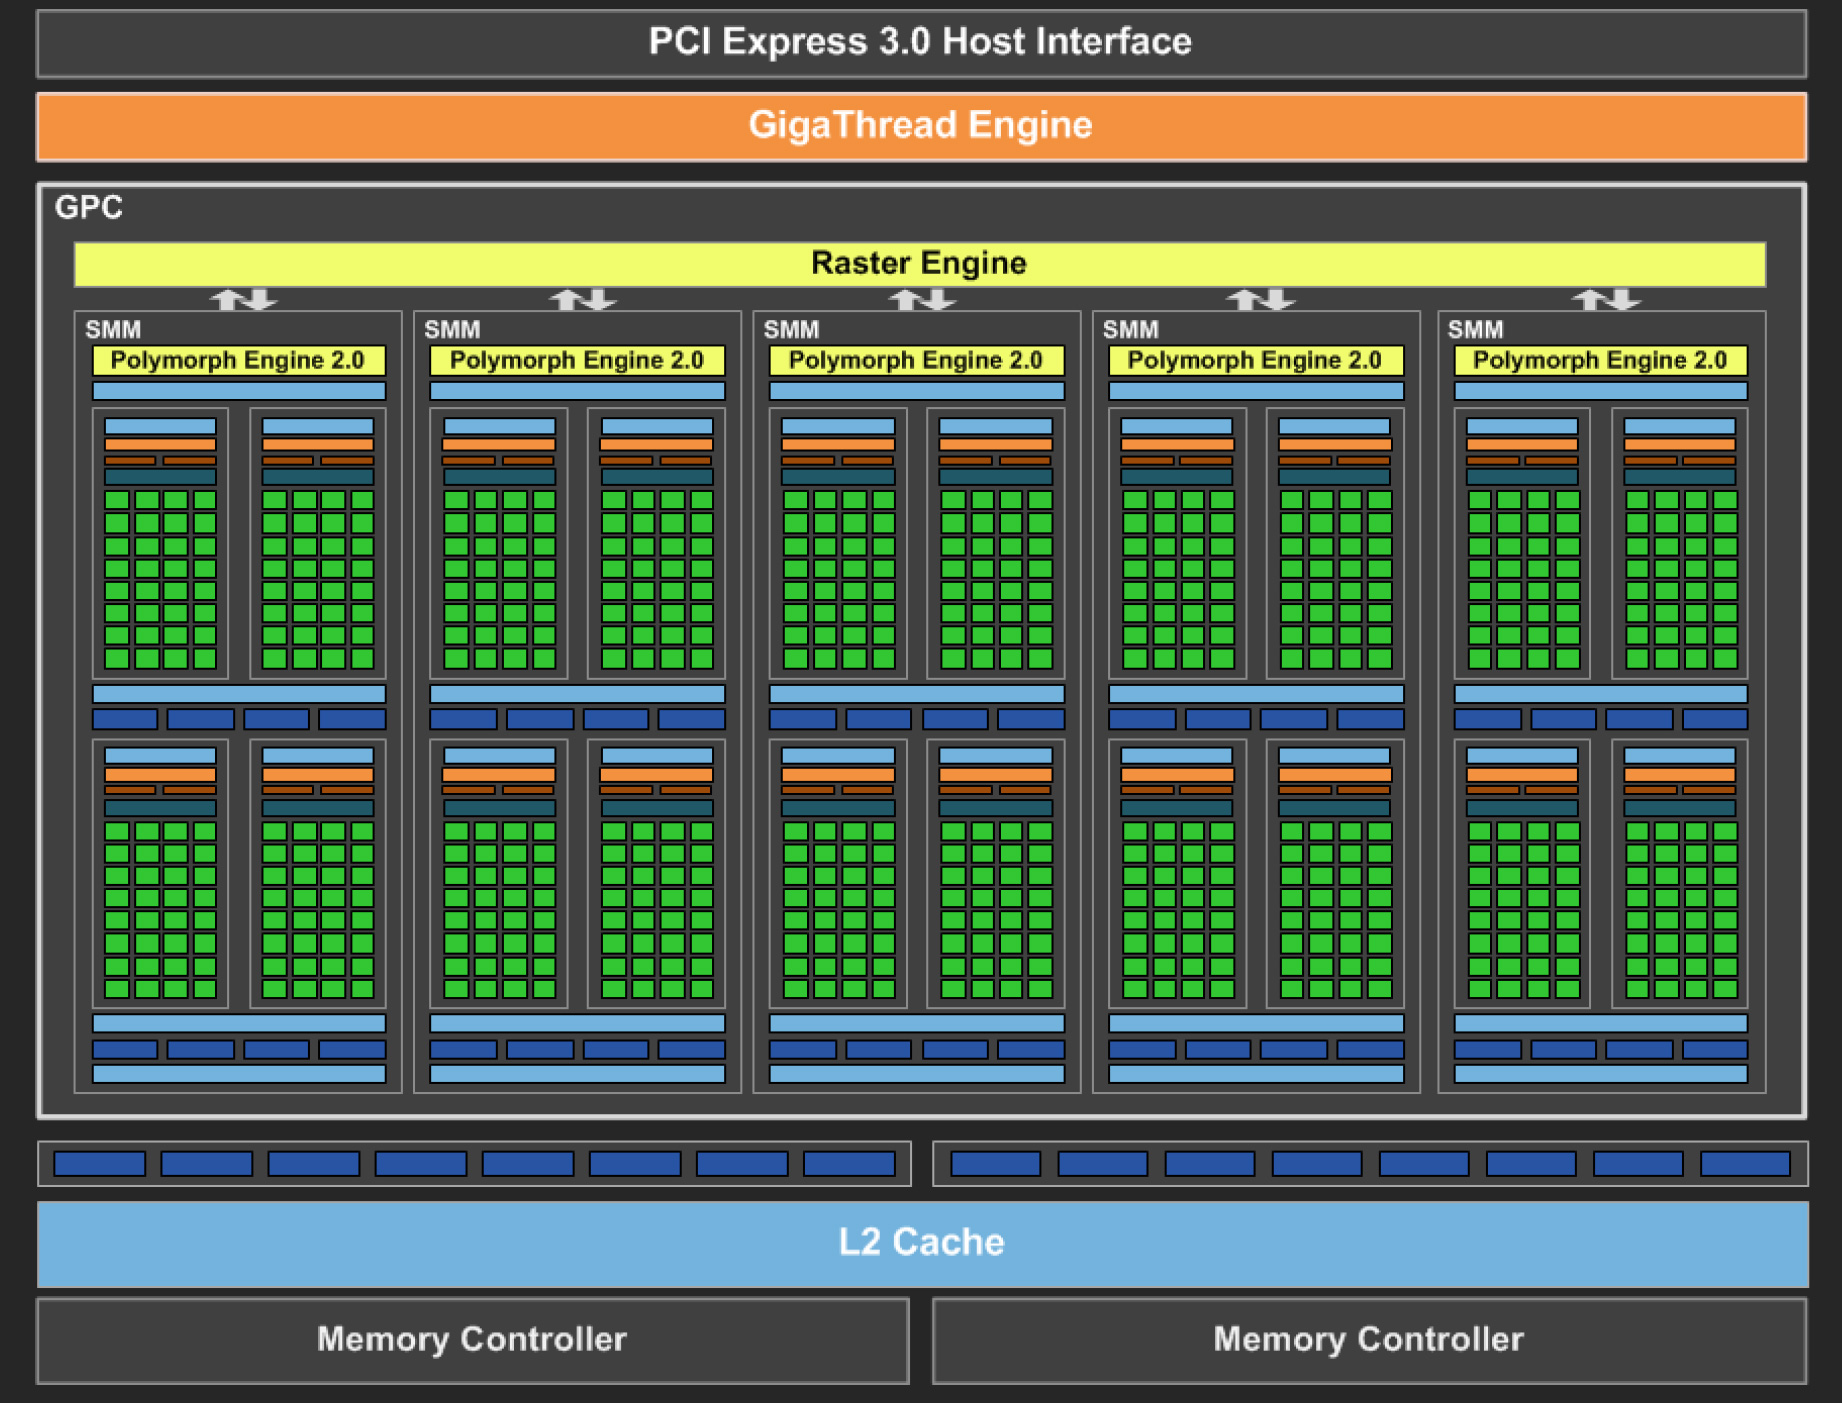 PCI Express 3.0 Host Interface
GigaThread Engine
GPC
Raster Engine
SMM
SMM
SMM
SMM
SMM
Polymorph Engine 2.0
Polymorph Engine 2.0
Polymorph Engine 2.0
Polymorph Engine 2.0
Polymorph Engine 2.0
L2 Cache
Memory Controller
Memory Controller